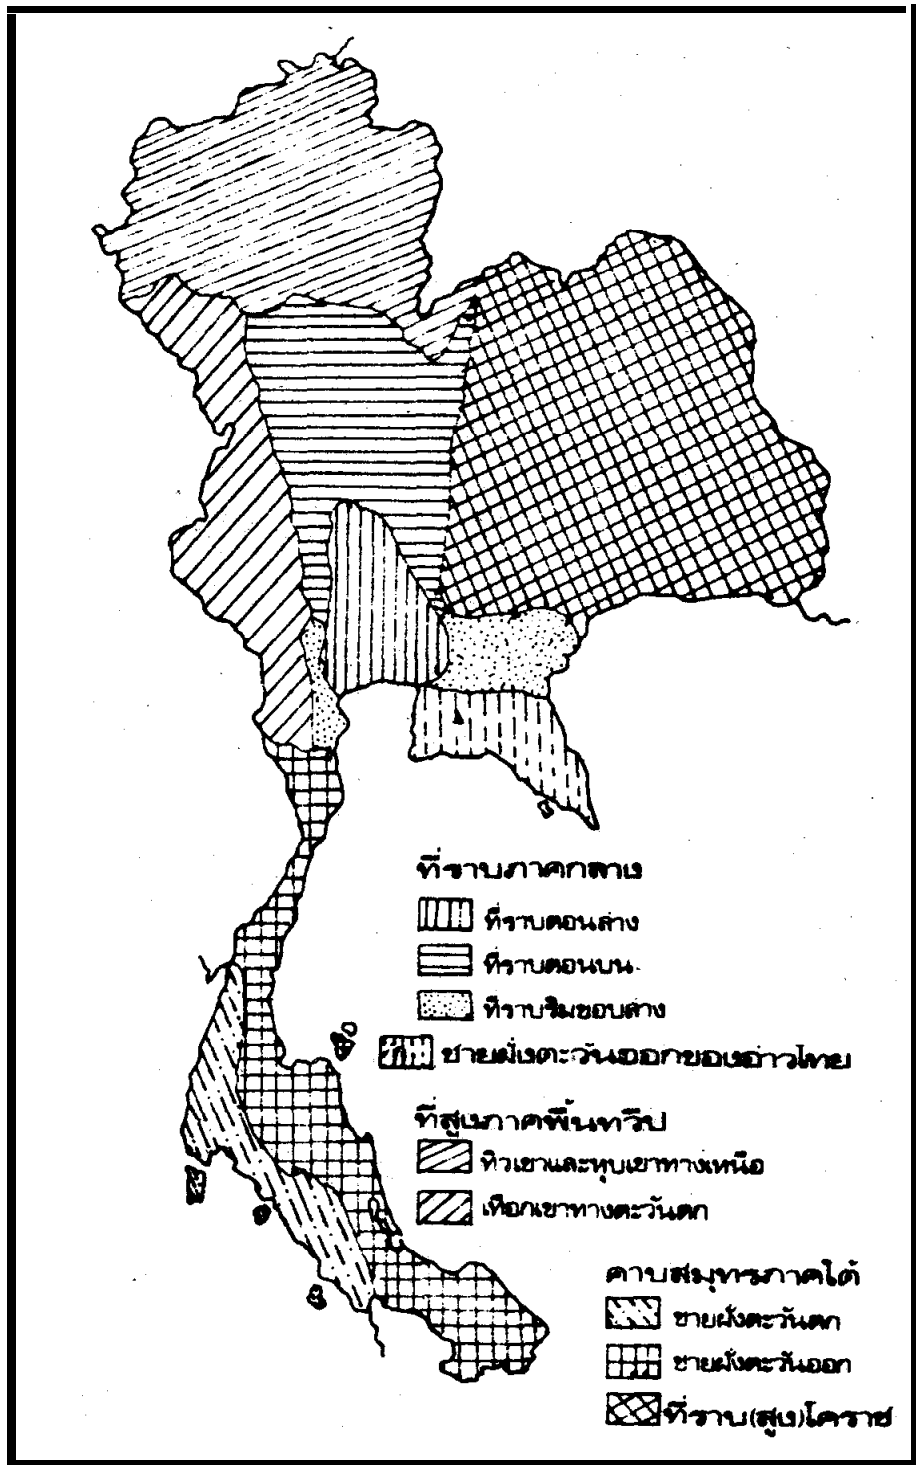 ที่ราบภาคกลาง
ที่ราบตอนล่าง
ที่ราบตอนบน
ที่ราบริมขอบล่าง
ชายฝั่งตะวันออกของอ่าวไทย
ที่สูงภาคพื้นทวีป
ทิวเขาและหุบเขาทางเหนือ
เทือกเขาทางตะวันตก
คาบสมุทรภาคใต้
ชายฝั่งตะวันตก
ชายฝั่งตะวันออก
ที่ราบ(สูง)โคราช